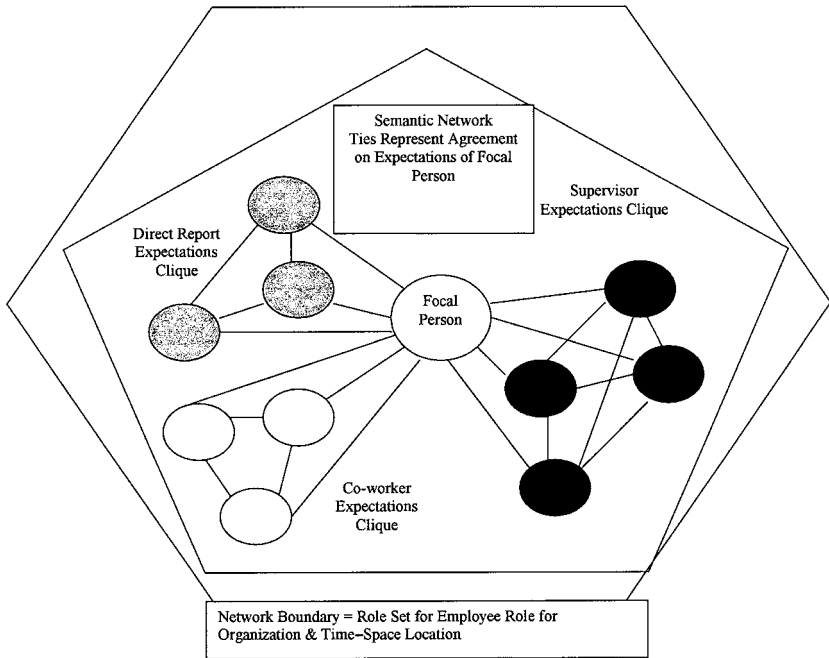 Semantic Network
Ties Represent Agreement
on Expectations of Focal
Person
Supervisor
Expectations Clique
Direct Report
Expectations
Clique
Focal
Person
Co-worker
Expectations
Clique
Network Boundary = Role Set for Employee Role for
Organization & Time–Space Location